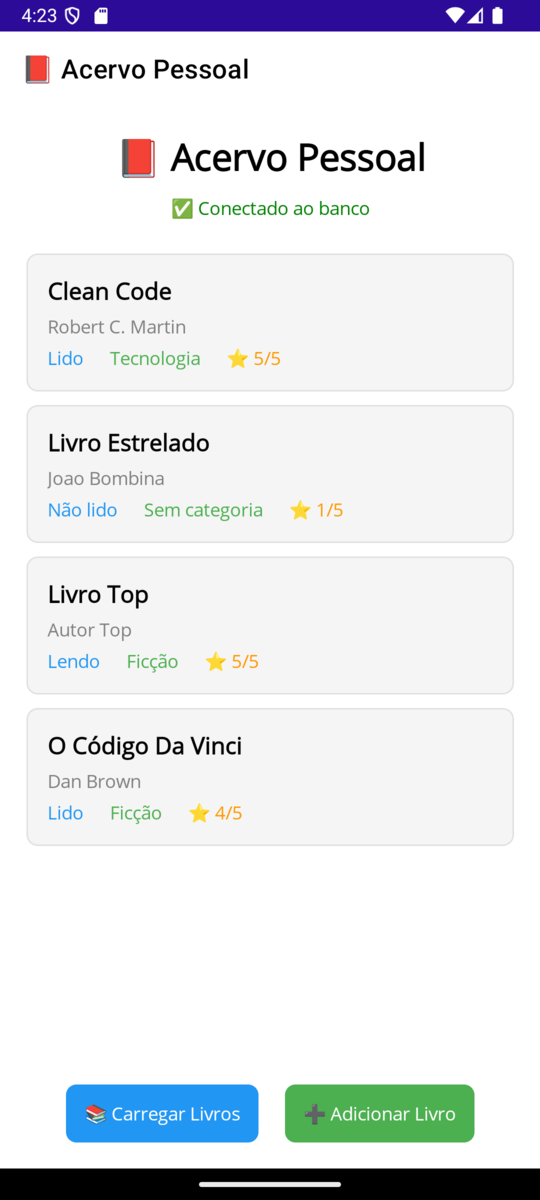 4:23
📕 Acervo Pessoal
📕 Acervo Pessoal
✅ Conectado ao banco
Clean Code
Robert C. Martin
Lido Tecnologia ⭐ 5/5
Livro Estrelado
Joao Bombina
Não lido Sem categoria ⭐ 1/5
Livro Top
Autor Top
Lendo Ficção ⭐ 5/5
O Código Da Vinci
Dan Brown
Lido Ficção ⭐ 4/5
📚 Carregar Livros ➕ Adicionar Livro